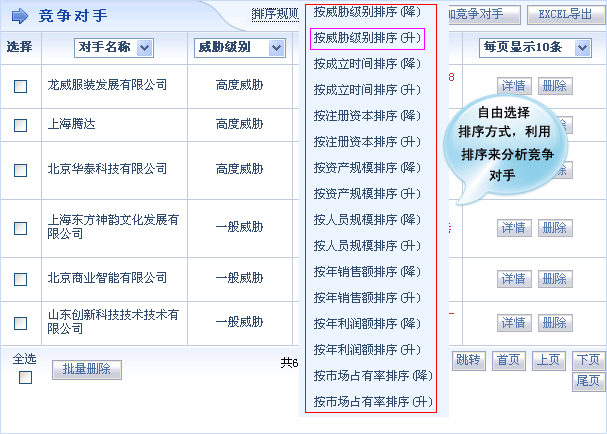 竞争对手
排序规则
加竞争对手
EXCEL导出
选择
对手名称
威胁级别
每页显示10条
龙威服装发展有限公司
高度威胁
8
详情
删除
上海腾达
高度威胁
北京华泰科技有限公司
高度威胁
上海东方神韵文化发展有
限公司
一般威胁
详情
删除
北京商业智能有限公司
一般威胁
详情
删除
山东创新科技技术技术有
限公司
一般威胁
详情
删除
按威胁级别排序(降)
按威胁级别排序(升)
按成立时间排序(降)
按成立时间排序(升)
按注册资本排序(降)
按注册资本排序(升)
按资产规模排序(降)
按资产规模排序(升)
按人员规模排序(降)
按人员规模排序(升)
按年销售额排序(降)
按年销售额排序(升)
按年利润额排序(降)
按年利润额排序(升)
按市场占有率排序(降)
按市场占有率排序(升)
自由选择
排序方式，利用
排序来分析竞争
对手
全选
批量删除
共6
跳转
首页
上页
下页
尾页